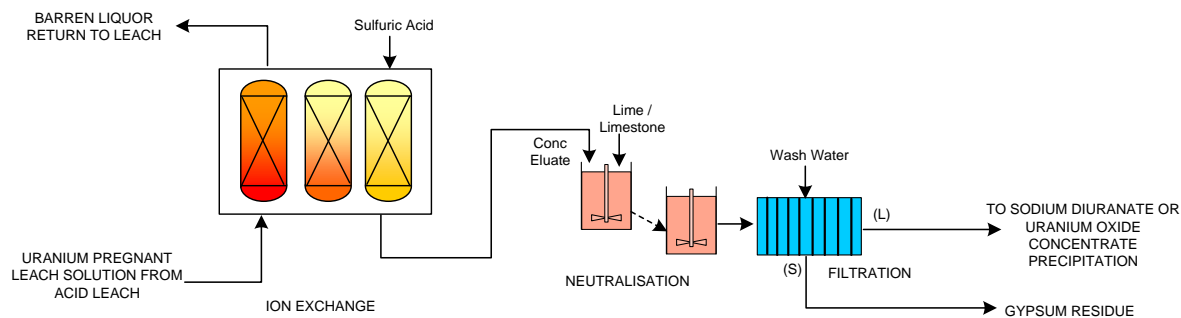 BARREN LIQUOR
RETURN TO LEACH
Sulfuric Acid
Lime /
Limestone
Conc
Eluate
Wash Water
(L)
TO SODIUM DIURANATE OR
URANIUM OXIDE
CONCENTRATE
PRECIPITATION
URANIUM PREGNANT
LEACH SOLUTION FROM
ACID LEACH
ION EXCHANGE
NEUTRALISATION
(S)
FILTRATION
GYPSUM RESIDUE